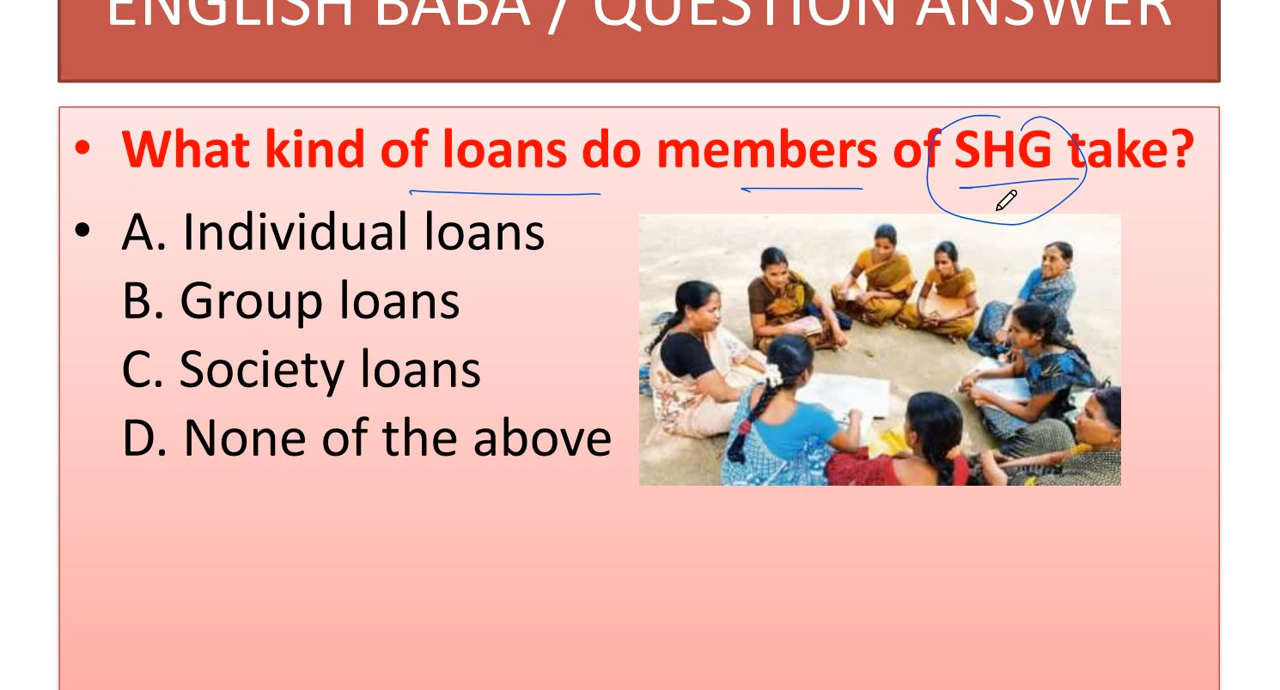 ENGLISH BABA / QUESTION ANSWER
• What kind of loans do members of SHG take?
• A. Individual loans
B. Group loans
C. Society loans
D. None of the above